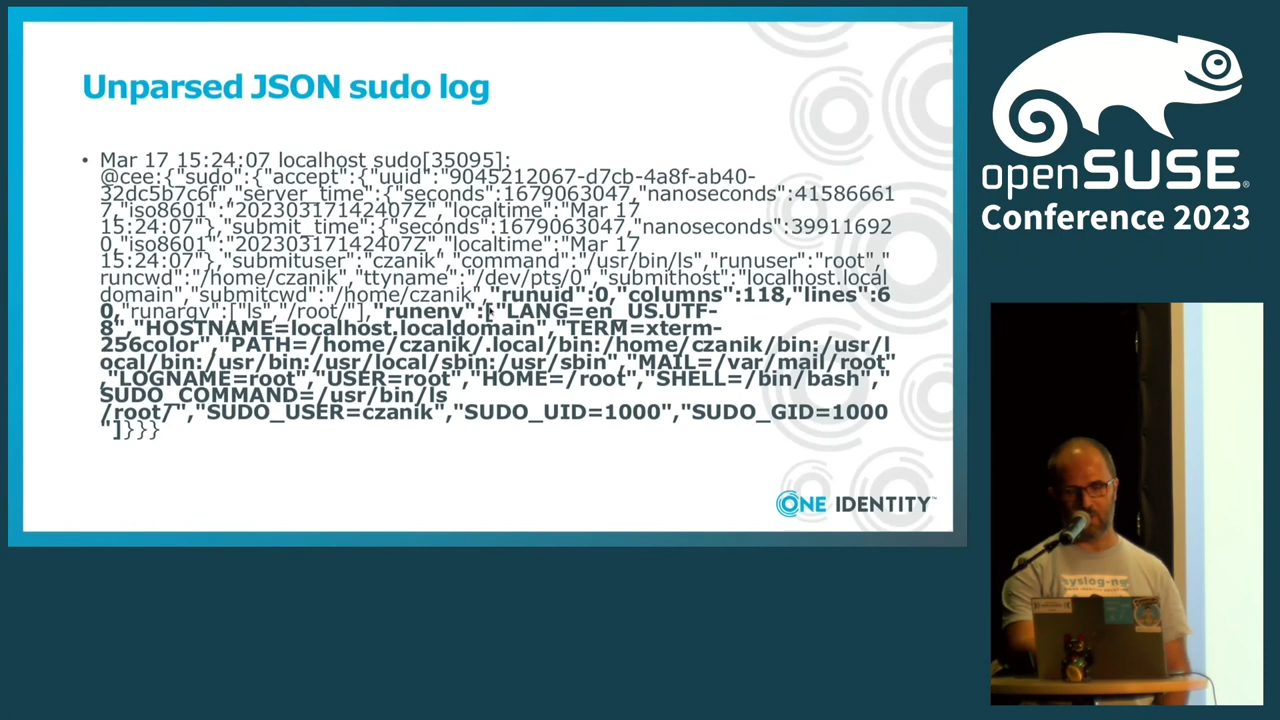 Unparsed JSON sudo log
• Mar 17 15:24:07 localhost sudo[35095]:
@cee:{"sudo":{"accept":{"uuid":"9045212067-d7cb-4a8f-ab40-
32dc5b7c6f","server_time":{"seconds":1679063047,"nanoseconds":41586661
7,"iso8601":"20230317142407Z","localtime":"Mar 17
15:24:07"},"submit_time":{"seconds":1679063047,"nanoseconds":39911692
0,"iso8601":"20230317142407Z","localtime":"Mar 17
15:24:07"},"submituser":"czanik","command":"/usr/bin/ls","runuser":"root","
runcwd":"/home/czanik","ttyname":"/dev/pts/0","submithost":"localhost.local
domain","submitcwd":"/home/czanik","runuid":0,"columns":118,"lines":6
0,"runargv":["ls","/root/"],"runenv":["LANG=en_US.UTF-
8","HOSTNAME=localhost.localdomain","TERM=xterm-
256color","PATH=/home/czanik/.local/bin:/home/czanik/bin:/usr/l
ocal/bin:/usr/bin:/usr/local/sbin:/usr/sbin","MAIL=/var/mail/root"
,"LOGNAME=root","USER=root","HOME=/root","SHELL=/bin/bash","
SUDO_COMMAND=/usr/bin/ls
/root/","SUDO_USER=czanik","SUDO_UID=1000","SUDO_GID=1000
"]}}}
ONE IDENTITY™
openSUSE®
Conference 2023
syslog-ng